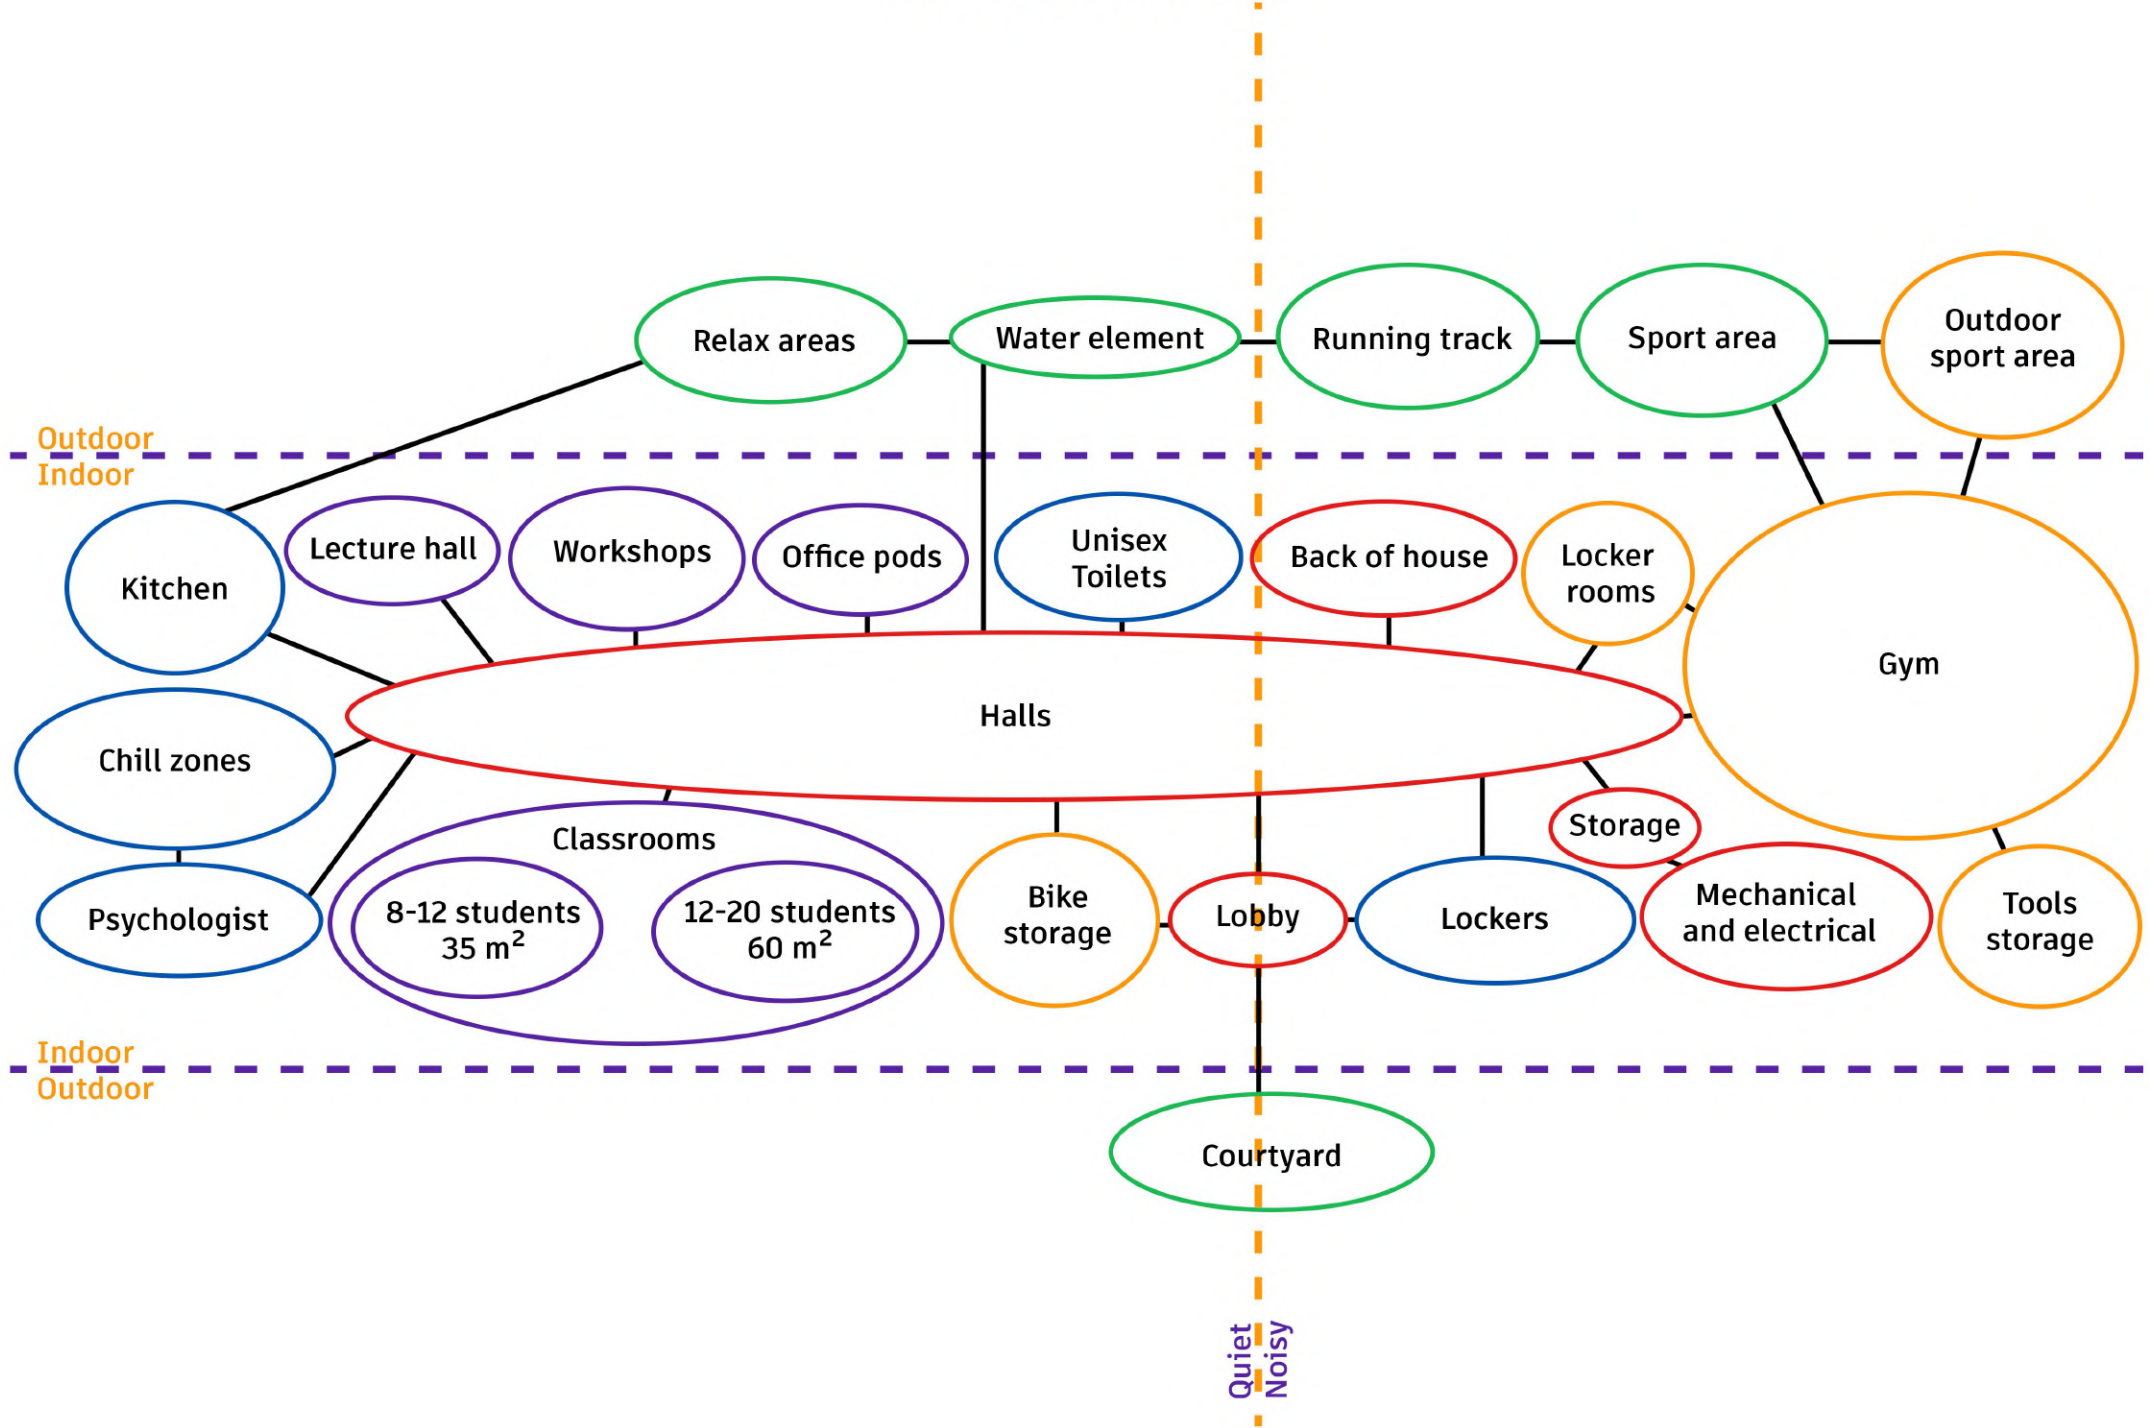 Relax areas
Water element
Running track
Sport area
Outdoor
sport area
Outdoor
Indoor
Kitchen
Lecture hall
Workshops
Office pods
Unisex
Toilets
Back of house
Locker
rooms
Gym
Halls
Chill zones
Psychologist
Classrooms
8-12 students
35 m²
12-20 students
60 m²
Bike
storage
Lobby
Lockers
Storage
Mechanical
and electrical
Tools
storage
Indoor
Outdoor
Courtyard
Quiet
Noisy